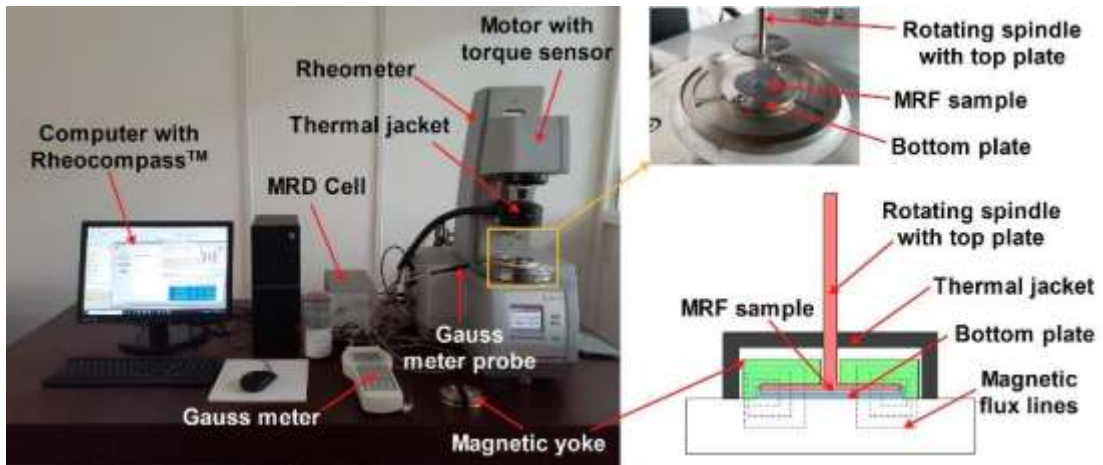 Motor with
torque sensor
Rheometer
Thermal jacket
Computer with
Rheocompass™
MRD Cell
Gauss
meter probe
Gauss meter
Magnetic yoke
Rotating spindle
with top plate
MRF sample
Bottom plate
Rotating spindle
with top plate
Thermal jacket
MRF sample
Bottom plate
Magnetic
flux lines